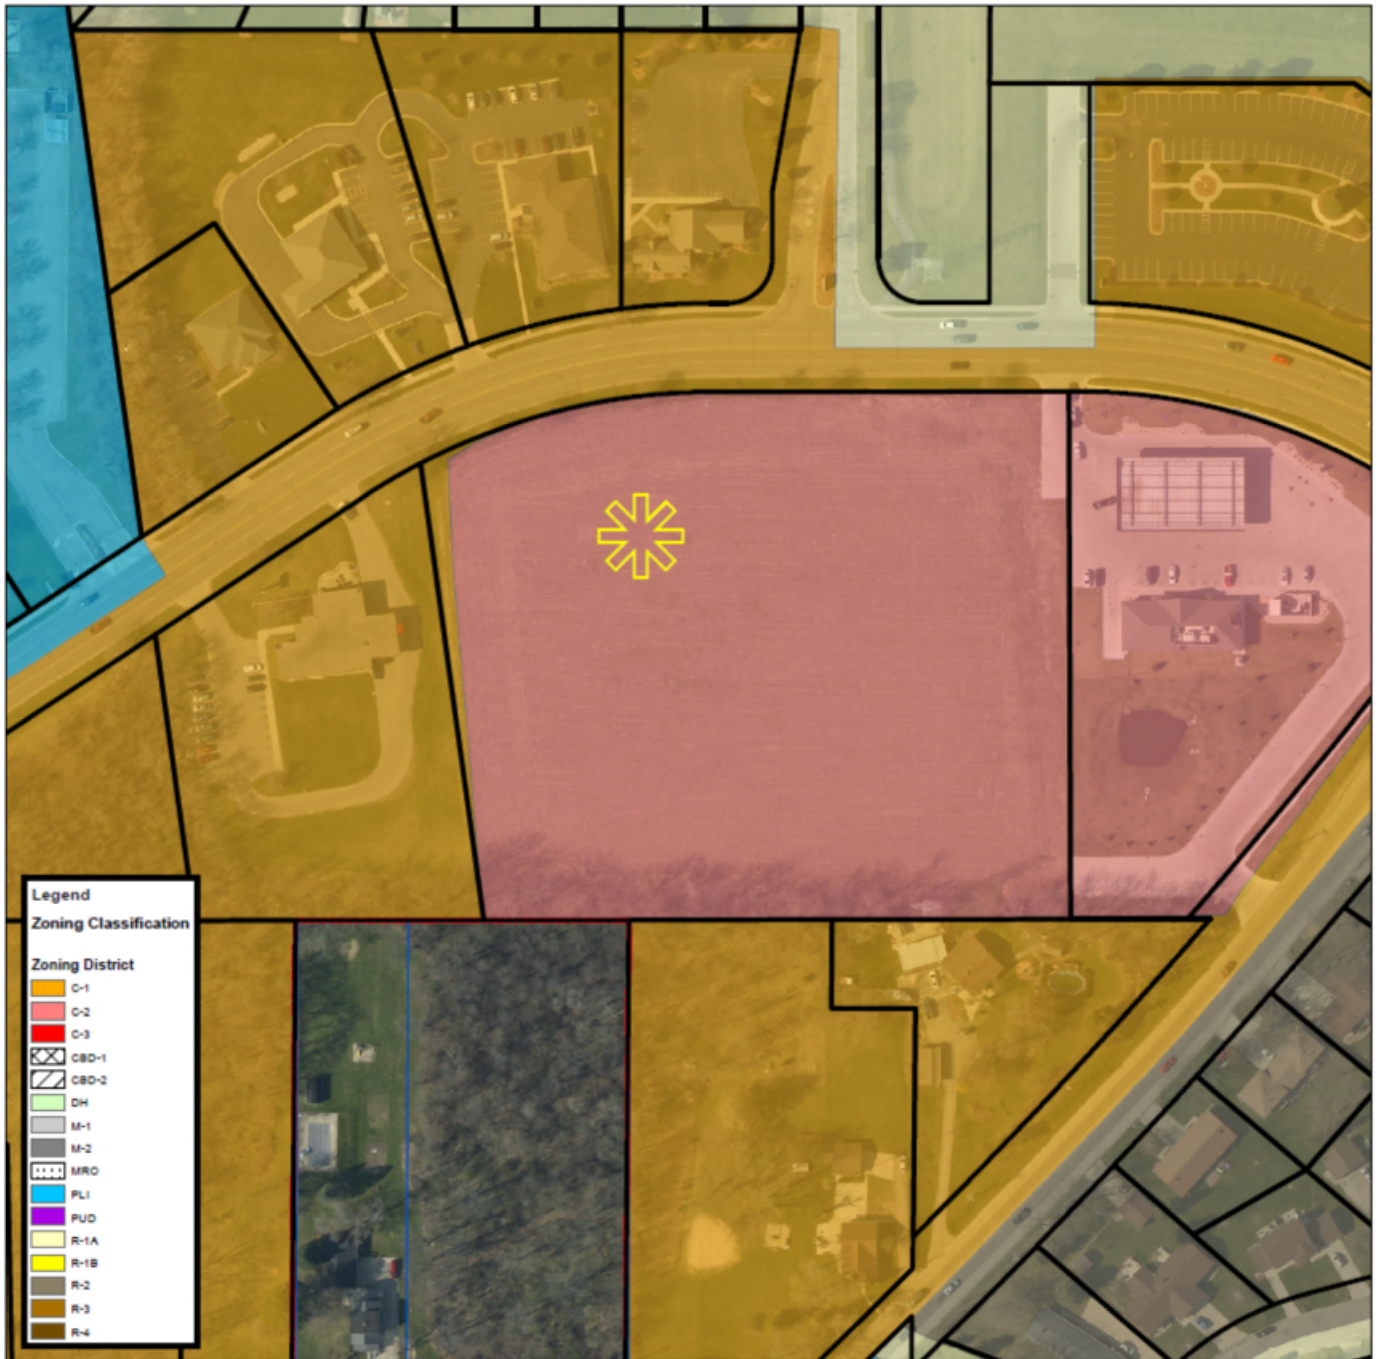 Legend
Zoning Classification
Zoning District
C-1
C-2
C-3
CBD-1
CBD-2
DH
M-1
M-2
MRO
PLI
PUD
R-1A
R-1B
R-2
R-3
R-4